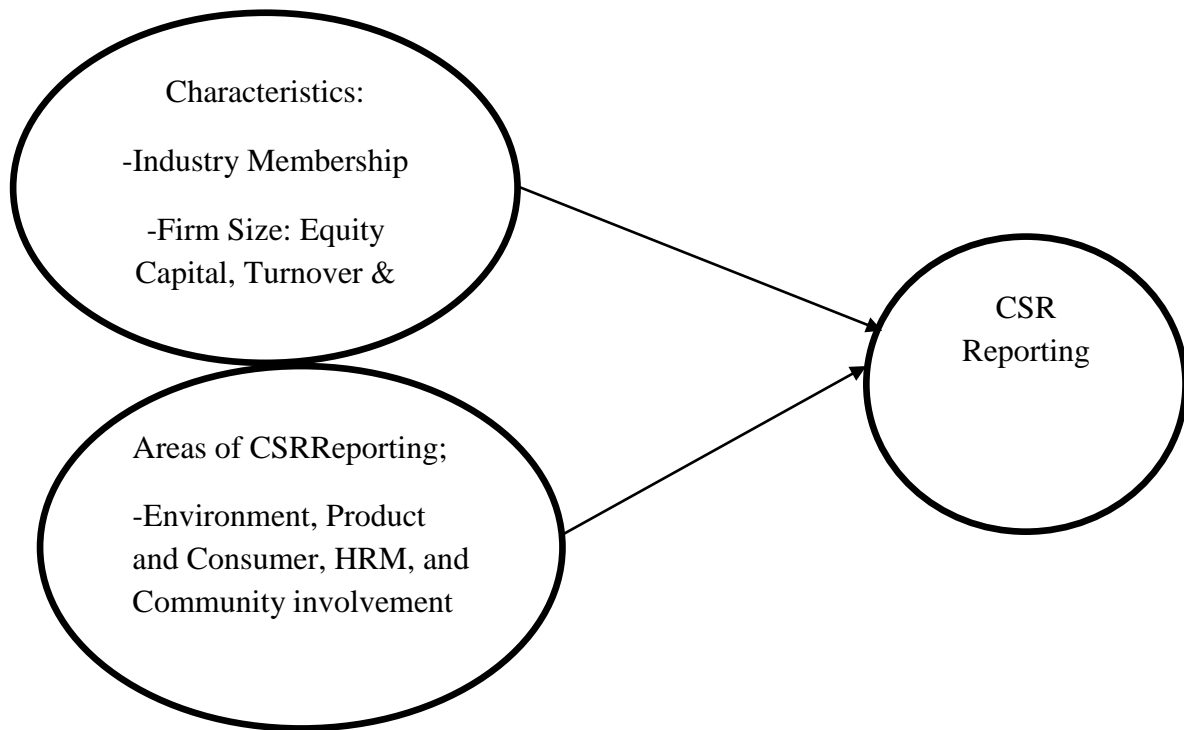 Characteristics:
-Industry Membership
-Firm Size: Equity
Capital, Turnover &
Areas of CSRReporting;
-Environment, Product
and Consumer, HRM, and
Community involvement
CSR
Reporting